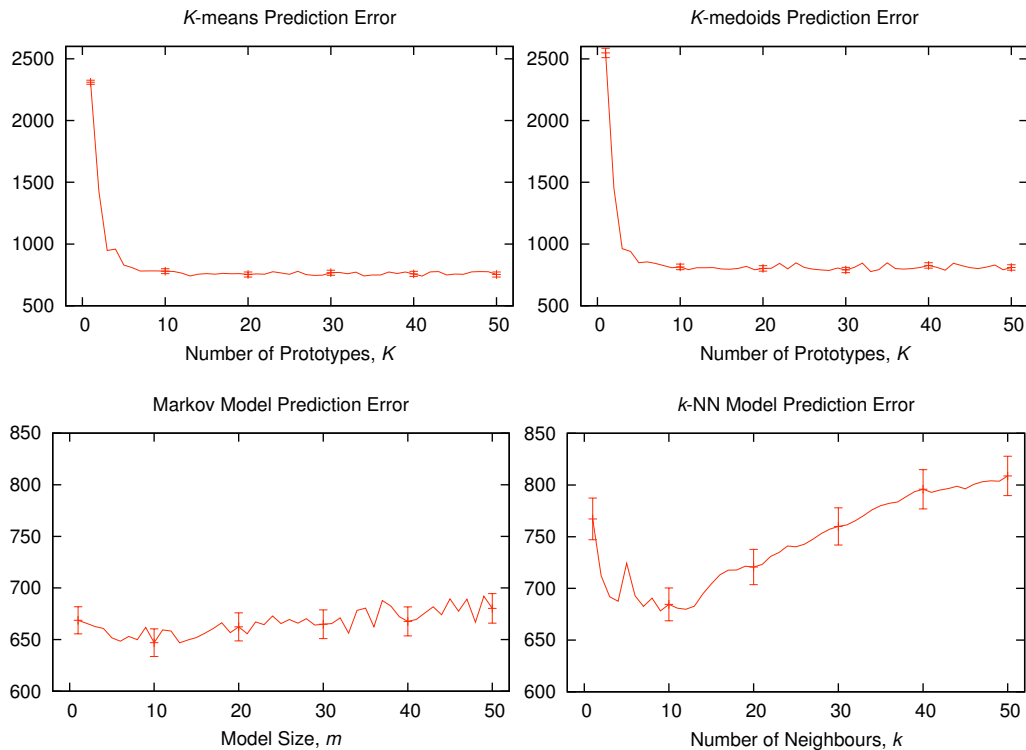 K-means Prediction Error
2500
2000
1500
1000
500
0 10 20 30 40 50
Number of Prototypes, K
K-medoids Prediction Error
2500
2000
1500
1000
500
0 10 20 30 40 50
Number of Prototypes, K
Markov Model Prediction Error
850
800
750
700
650
600
0 10 20 30 40 50
Model Size, m
k-NN Model Prediction Error
850
800
750
700
650
600
0 10 20 30 40 50
Number of Neighbours, k